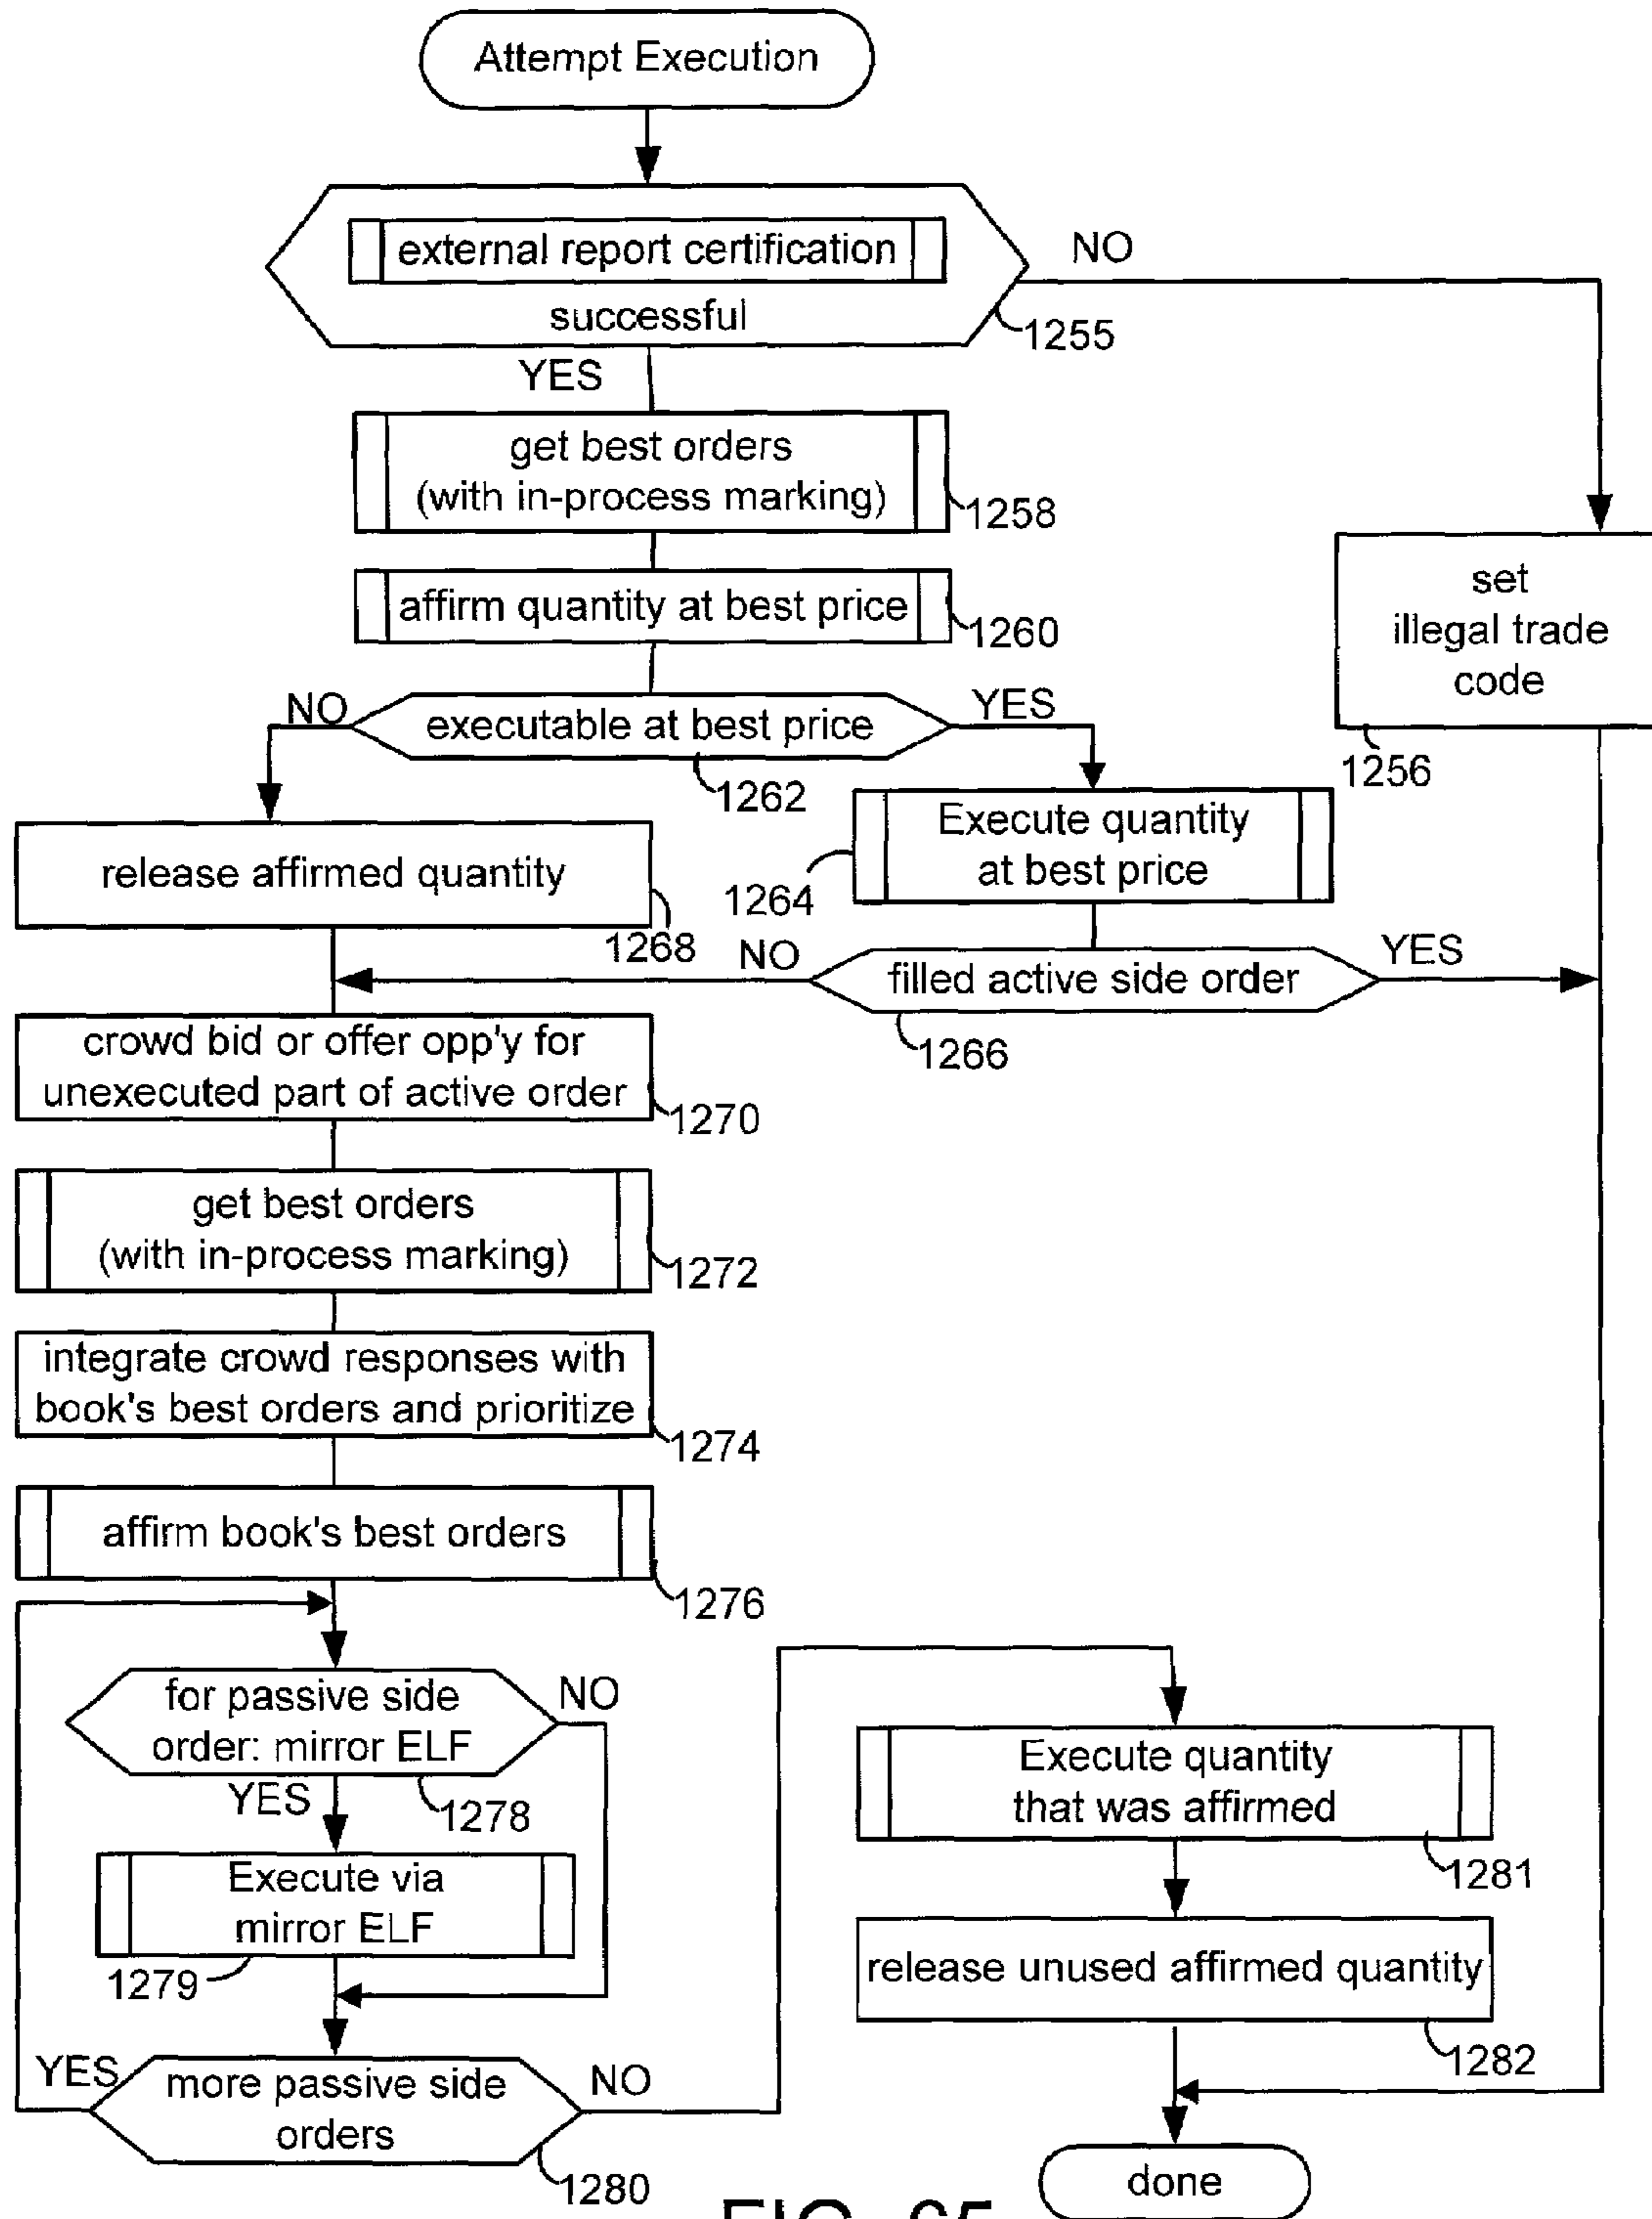 Attempt Execution
external report certification
successful
NO
1255
YES
get best orders
(with in-process marking)
1258
affirm quantity at best price
1260
set
illegal trade
code
1256
NO
executable at best price
YES
1262
Execute quantity
at best price
1264
release affirmed quantity
1268
NO
filled active side order
YES
1266
crowd bid or offer opp'y for
unexecuted part of active order
1270
get best orders
(with in-process marking)
1272
integrate crowd responses with
book's best orders and prioritize
1274
affirm book's best orders
1276
for passive side
order: mirror ELF
NO
YES
1278
Execute via
mirror ELF
1279
YES
more passive side
orders
NO
1280
Execute quantity
that was affirmed
1281
release unused affirmed quantity
1282
done
FIG. 65